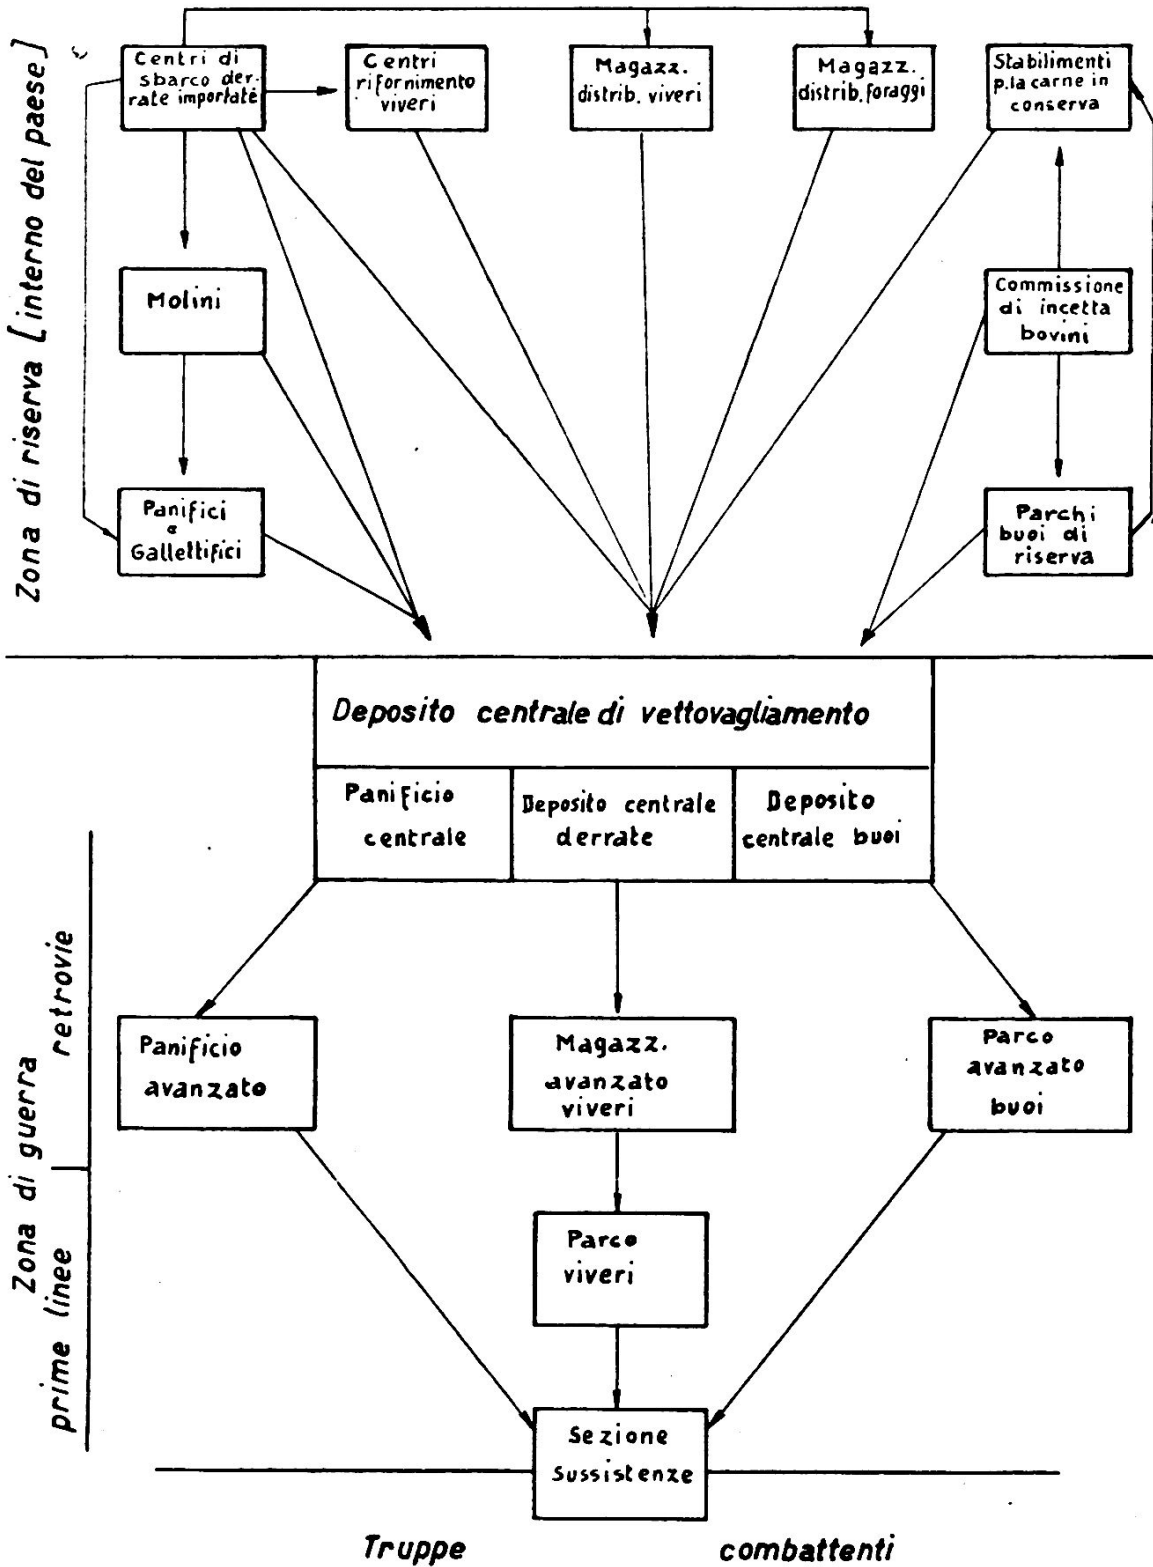 Zona di riserva [interno del paese]
Centri di
sbarco der-
rate importate
Centri
rifornimento
viveri
Magazz.
distrib. viveri
Magazz.
distrib. foraggi
Stabilimenti
p. la carne in
conserva
Molini
Commissione
di incetta
bovini
Panifici
e
Gallettifici
Parchi
buoi di
riserva
Deposito centrale di vettovagliamento
Panificio
centrale
Deposito centrale
derrate
Deposito
centrale buoi
Zona di guerra
retrovie
Panificio
avanzato
Magazz.
avanzato
viveri
Parco
avanzato
buoi
prime linee
Parco
viveri
Sezione
Sussistenze
Truppe combattenti